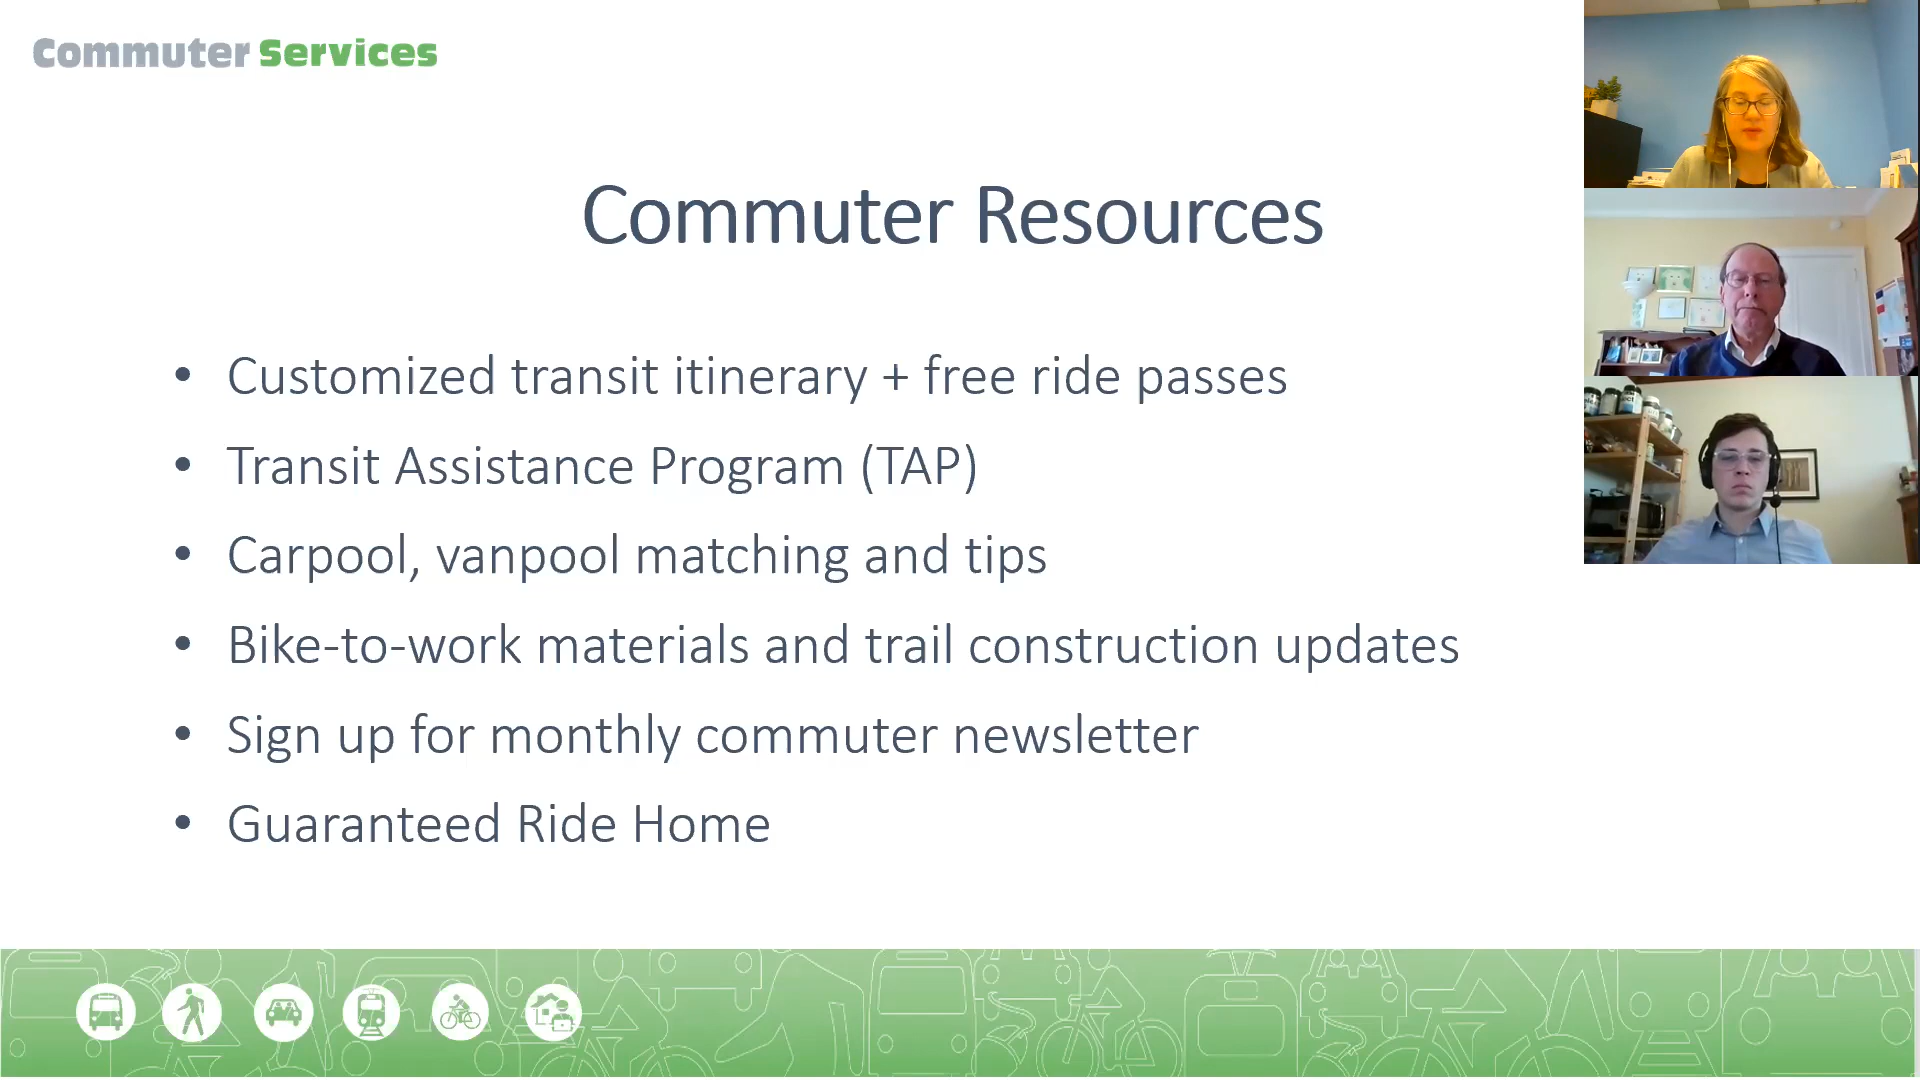 Commuter Services
Commuter Resources
• Customized transit itinerary + free ride passes
• Transit Assistance Program (TAP)
• Carpool, vanpool matching and tips
• Bike-to-work materials and trail construction updates
• Sign up for monthly commuter newsletter
• Guaranteed Ride Home